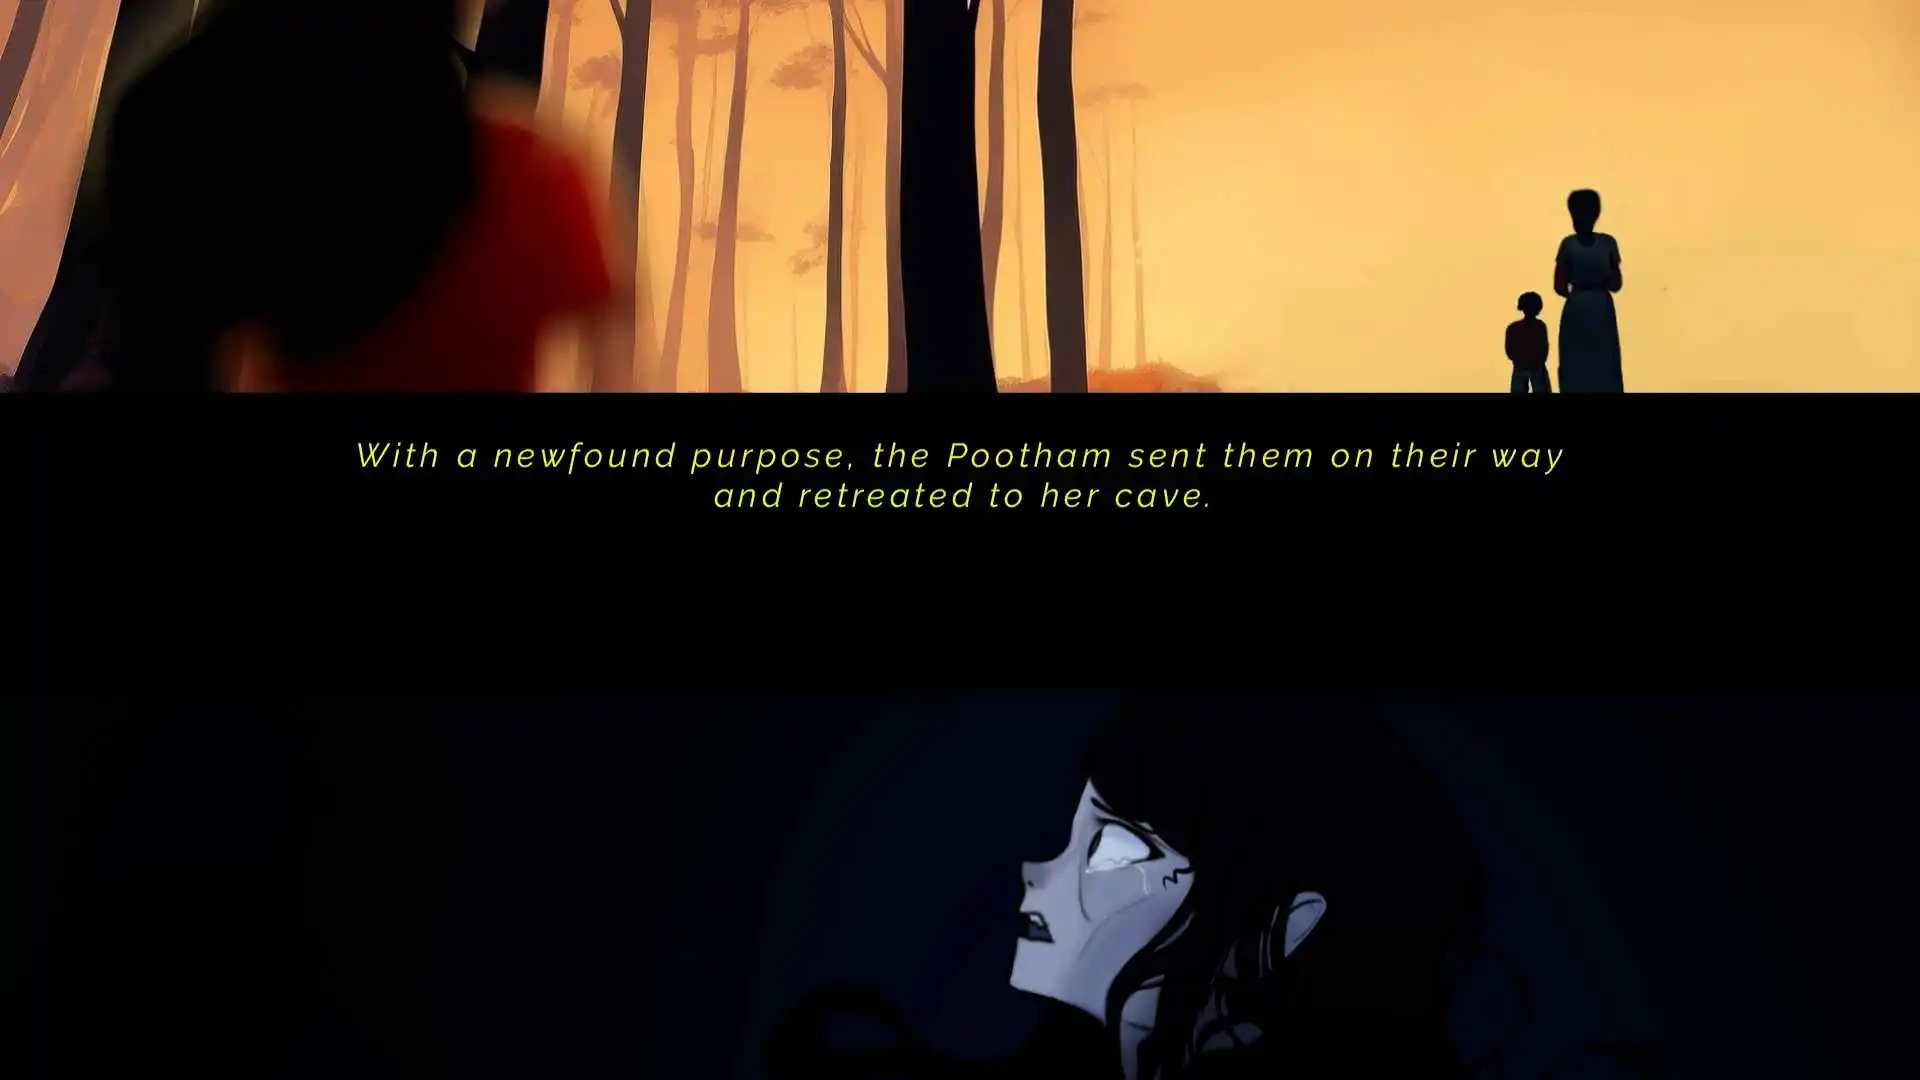 With a newfound purpose, the Pootham sent them on their way
and retreated to her cave.